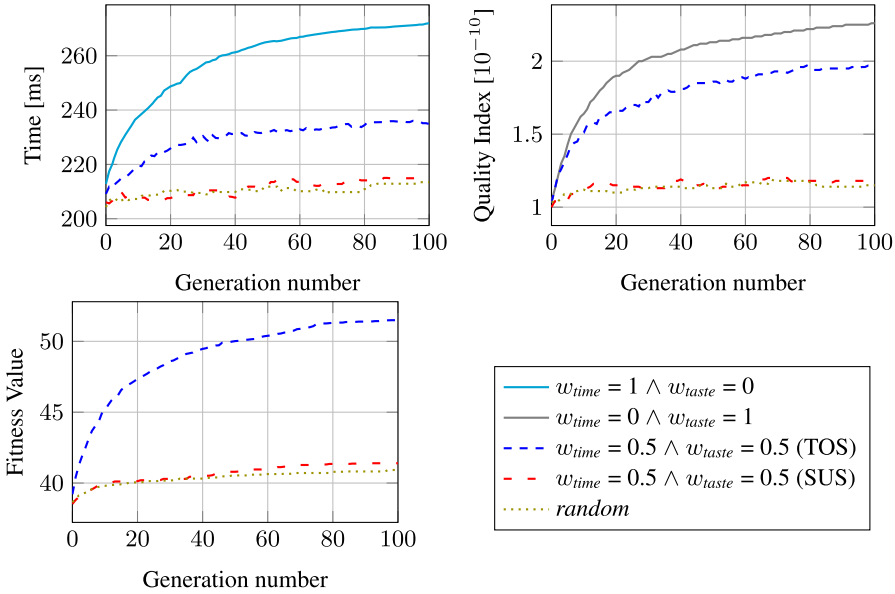 Time [ms]
260
240
220
200
0 20 40 60 80 100
Generation number
Quality Index [10⁻¹⁰]
2
1.5
1
0 20 40 60 80 100
Generation number
Fitness Value
50
45
40
0 20 40 60 80 100
Generation number
w_time = 1 ∧ w_taste = 0
w_time = 0 ∧ w_taste = 1
w_time = 0.5 ∧ w_taste = 0.5 (TOS)
w_time = 0.5 ∧ w_taste = 0.5 (SUS)
random